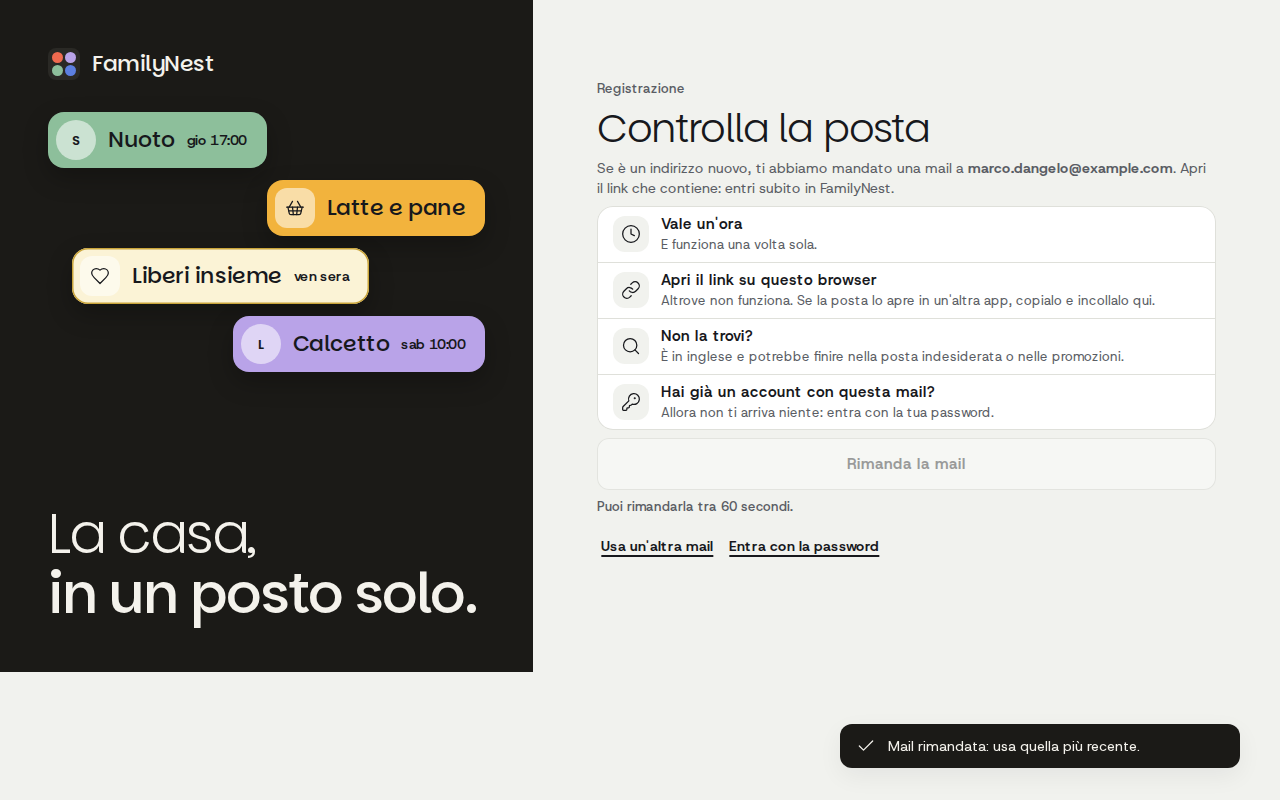 FamilyNest
S Nuoto gio 17:00
Latte e pane
Liberi insieme ven sera
L Calcetto sab 10:00
La casa,
in un posto solo.
Registrazione
Controlla la posta
Se è un indirizzo nuovo, ti abbiamo mandato una mail a marco.dangelo@example.com. Apri
il link che contiene: entri subito in FamilyNest.
Vale un'ora
E funziona una volta sola.
Apri il link su questo browser
Altrove non funziona. Se la posta lo apre in un'altra app, copialo e incollalo qui.
Non la trovi?
È in inglese e potrebbe finire nella posta indesiderata o nelle promozioni.
Hai già un account con questa mail?
Allora non ti arriva niente: entra con la tua password.
Rimanda la mail
Puoi rimandarla tra 60 secondi.
Usa un'altra mail Entra con la password
Mail rimandata: usa quella più recente.